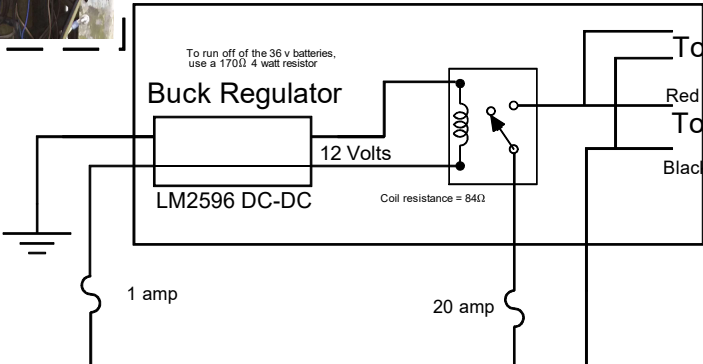 To run off of the 36 v batteries,
use a 170Ω 4 watt resistor
Buck Regulator
12 Volts
LM2596 DC-DC
Coil resistance = 84Ω
To
Red
To
1 amp
20 amp